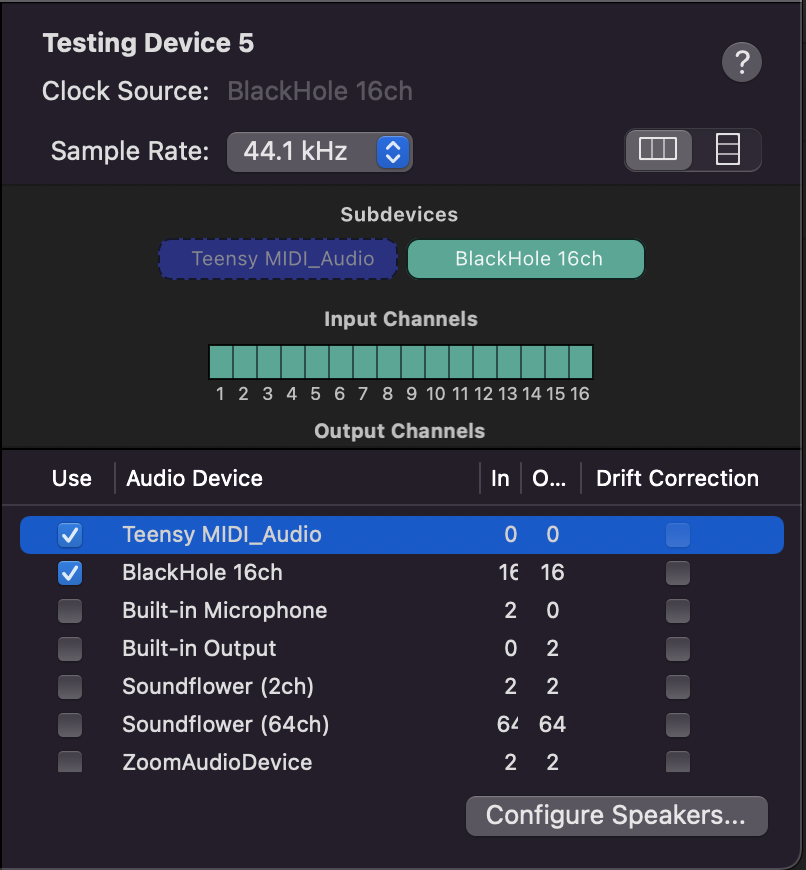 Testing Device 5
?
Clock Source: BlackHole 16ch
Sample Rate: 44.1 kHz
Subdevices
Teensy MIDI_Audio BlackHole 16ch
Input Channels
1 2 3 4 5 6 7 8 9 10 11 12 13 14 15 16
Output Channels
Use Audio Device In O... Drift Correction
Teensy MIDI_Audio 0 0
BlackHole 16ch 16 16
Built-in Microphone 2 0
Built-in Output 0 2
Soundflower (2ch) 2 2
Soundflower (64ch) 64 64
ZoomAudioDevice 2 2
Configure Speakers...